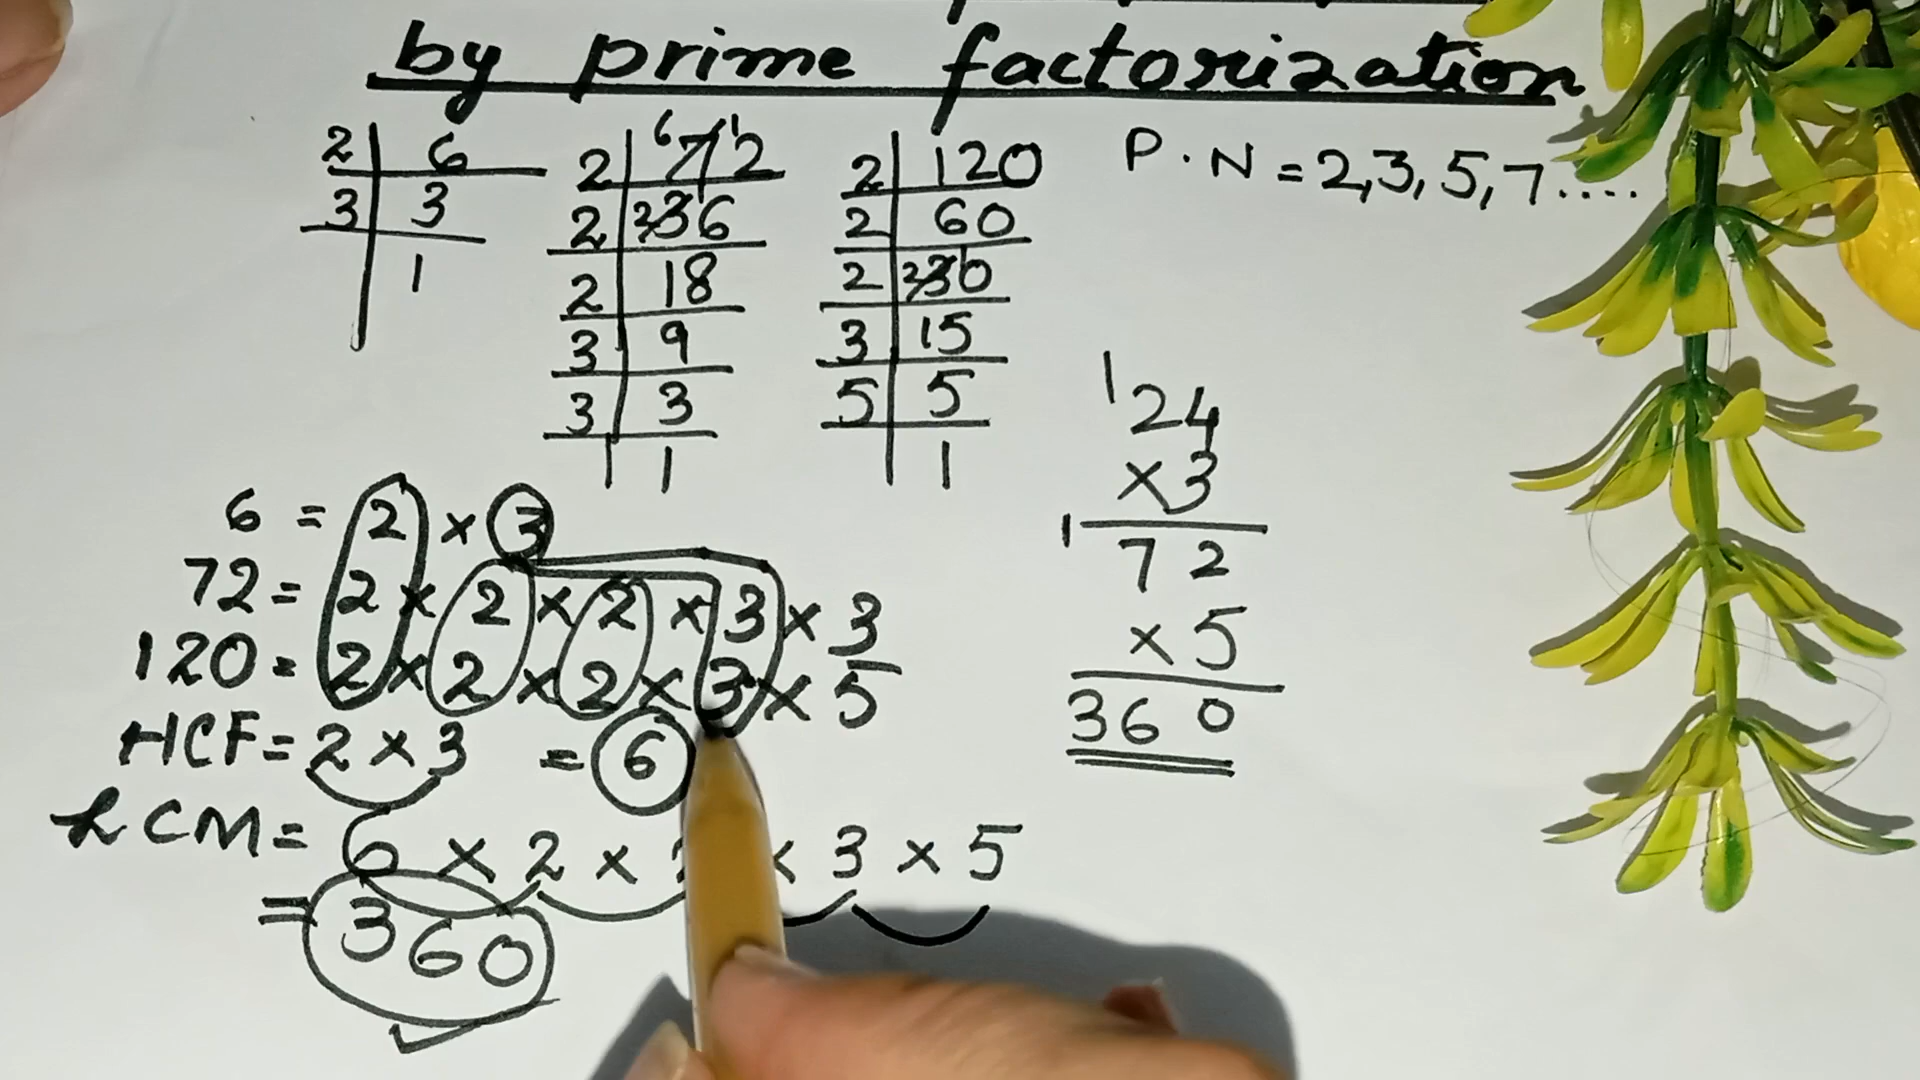 by prime factorization
2 | 6
3 | 3
1
2 | 72
2 | 36
2 | 18
3 | 9
3 | 3
1
2 | 120
2 | 60
2 | 30
3 | 15
5 | 5
1
P.N = 2,3,5,7....
6 = 2 × 3
72 = 2 × 2 × 2 × 3 × 3
120 = 2 × 2 × 2 × 3 × 5
HCF = 2 × 3 = 6
LCM = 6 × 2 × × 3 × 5
= 360
1
24
×3
1
72
×5
360